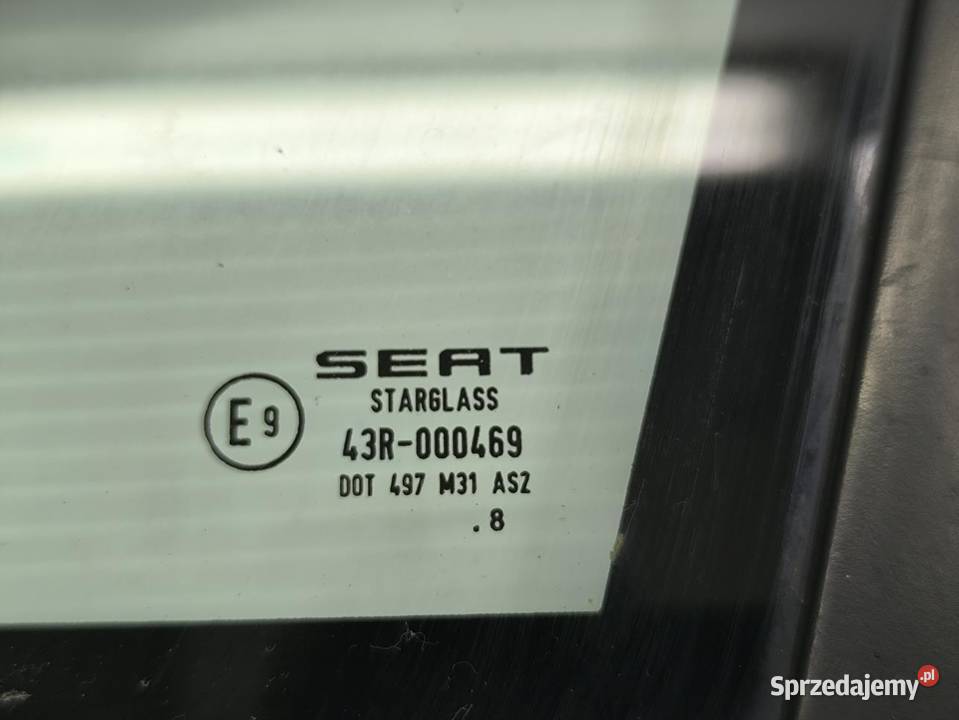 SEAT
STARGLASS
E9
43R-000469
DOT 497 M31 AS2
.8
Sprzedajemy.pl